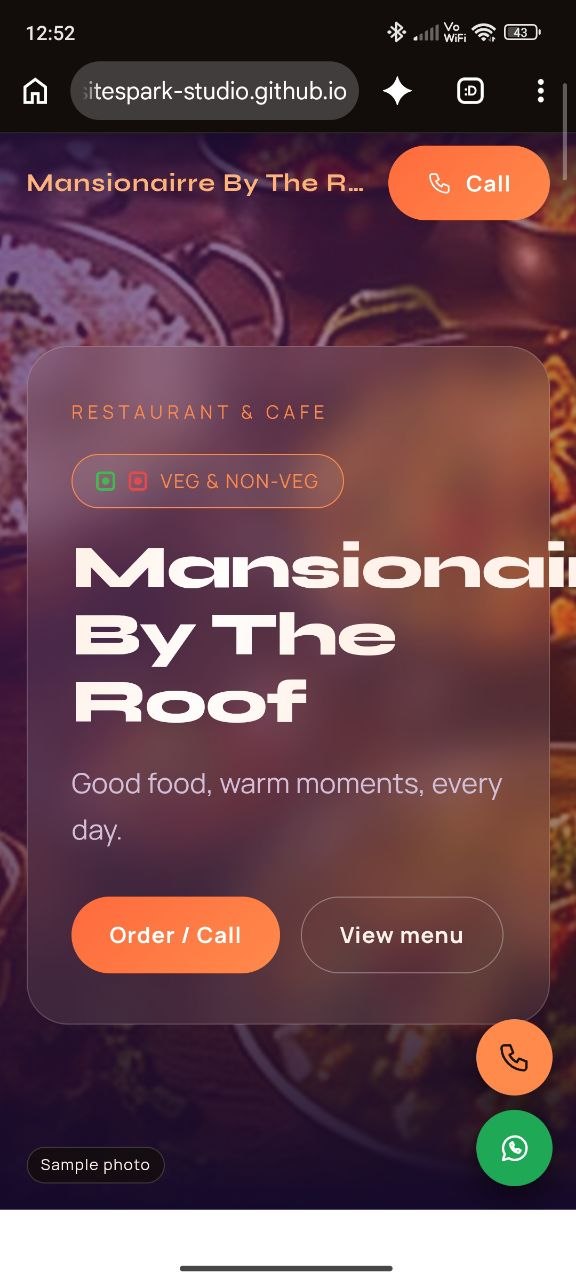 12:52
Vo
WiFi
43
itespark-studio.github.io
:D
Mansionairre By The R...
Call
RESTAURANT & CAFE
VEG & NON-VEG
Mansionair
By The
Roof
Good food, warm moments, every
day.
Order / Call
View menu
Sample photo